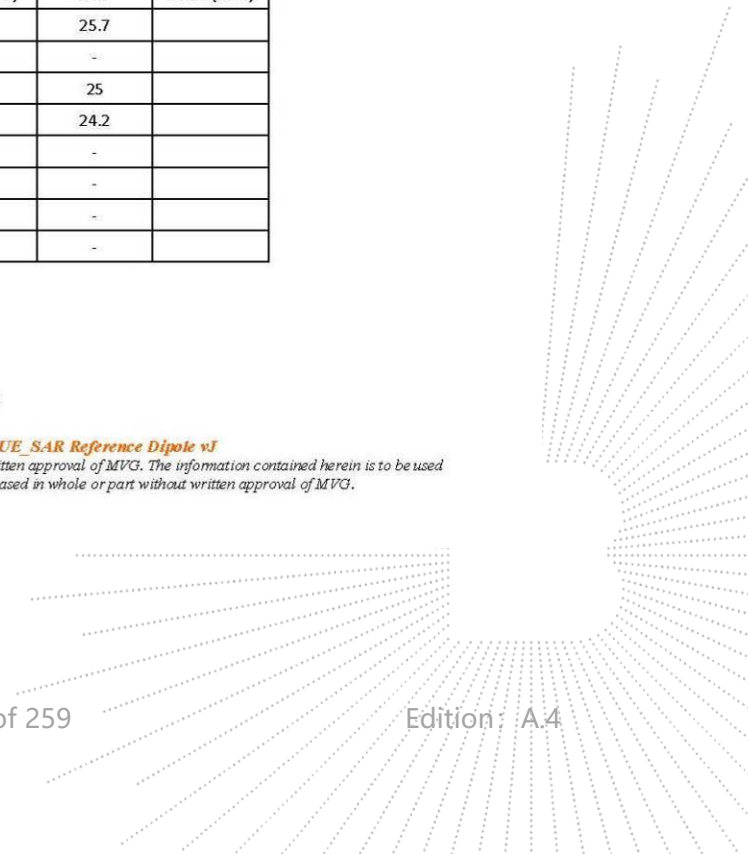 25.7
-
25
24.2
-
-
-
-
UE_SAR Reference Dipole vJ
tten approval of MVG. The information contained herein is to be used
ased in whole or part without written approval of MVG.
of 259
Edition: A.4